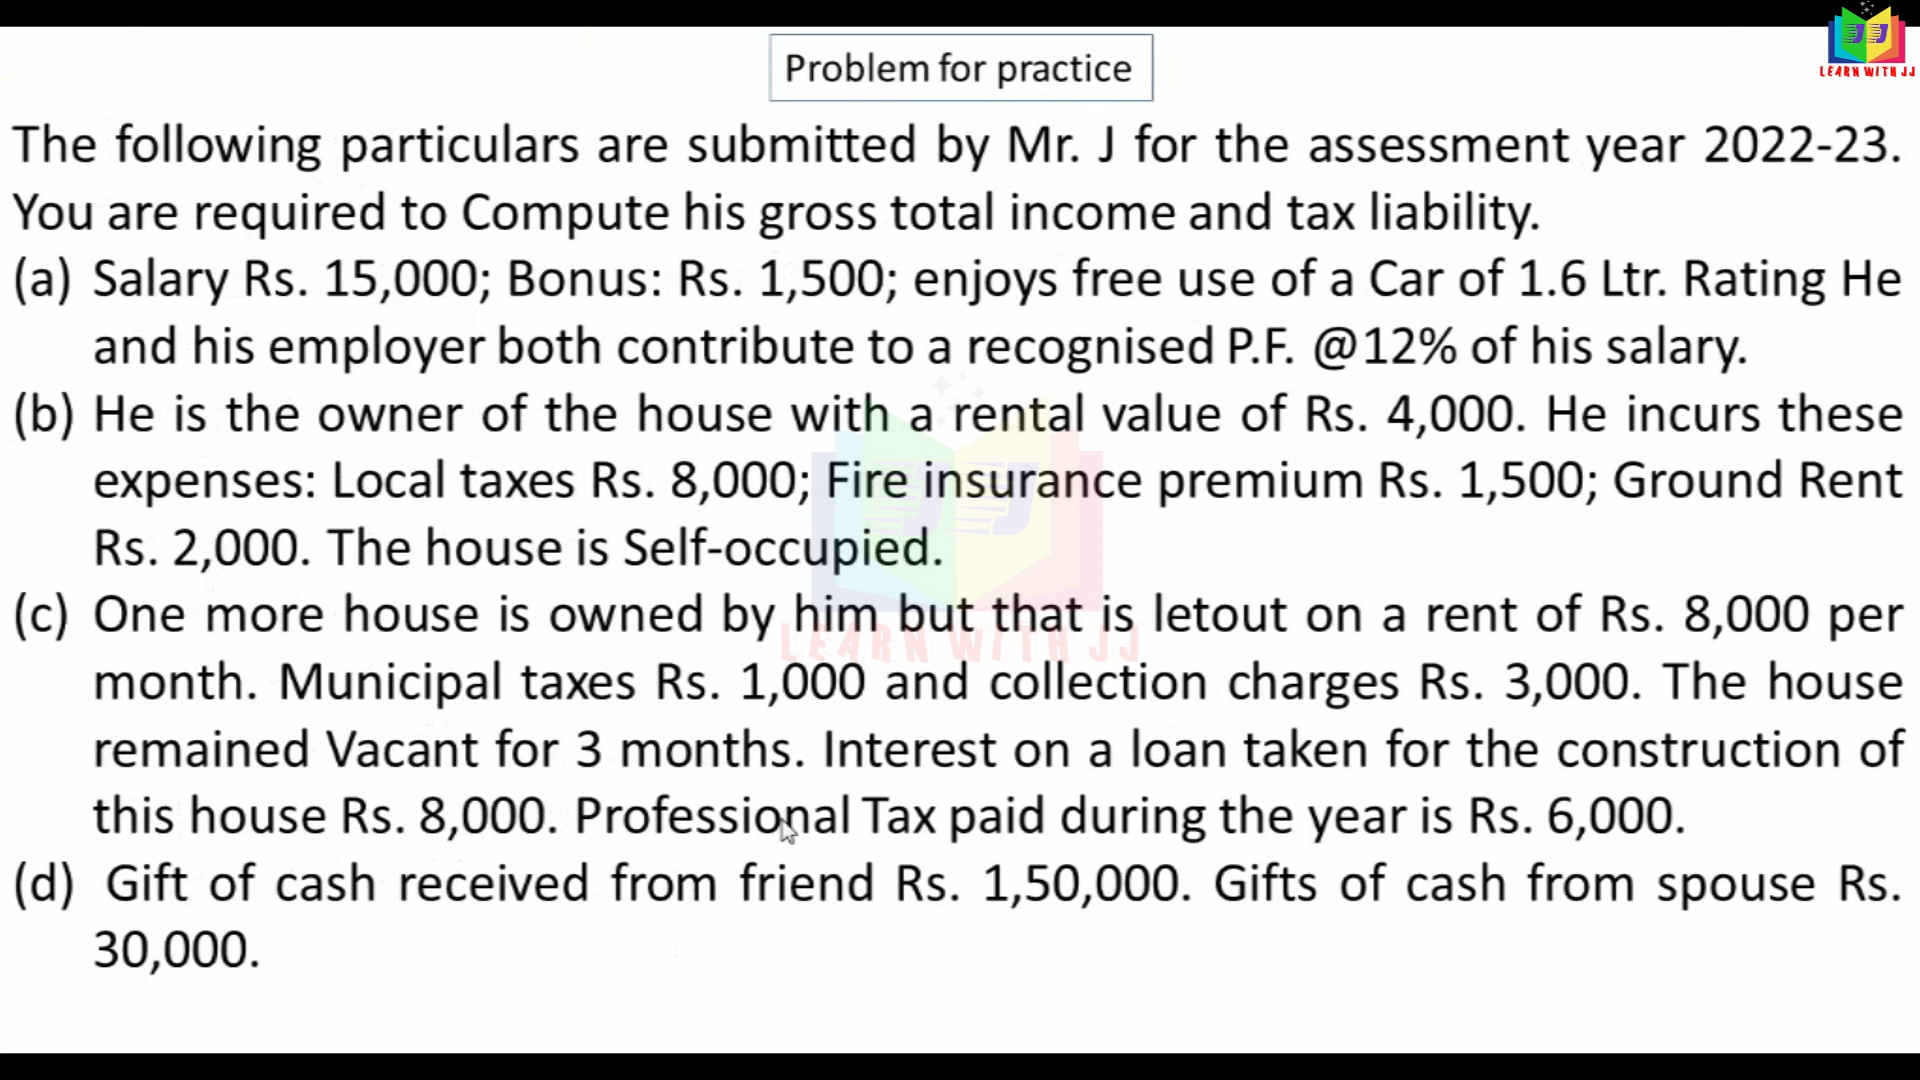 LEARN WITH JJ
Problem for practice
The following particulars are submitted by Mr. J for the assessment year 2022-23.
You are required to Compute his gross total income and tax liability.
(a) Salary Rs. 15,000; Bonus: Rs. 1,500; enjoys free use of a Car of 1.6 Ltr. Rating He
and his employer both contribute to a recognised P.F. @12% of his salary.
(b) He is the owner of the house with a rental value of Rs. 4,000. He incurs these
expenses: Local taxes Rs. 8,000; Fire insurance premium Rs. 1,500; Ground Rent
Rs. 2,000. The house is Self-occupied.
(c) One more house is owned by him but that is letout on a rent of Rs. 8,000 per
LEARN WITH JJ
month. Municipal taxes Rs. 1,000 and collection charges Rs. 3,000. The house
remained Vacant for 3 months. Interest on a loan taken for the construction of
this house Rs. 8,000. Professional Tax paid during the year is Rs. 6,000.
(d) Gift of cash received from friend Rs. 1,50,000. Gifts of cash from spouse Rs.
30,000.